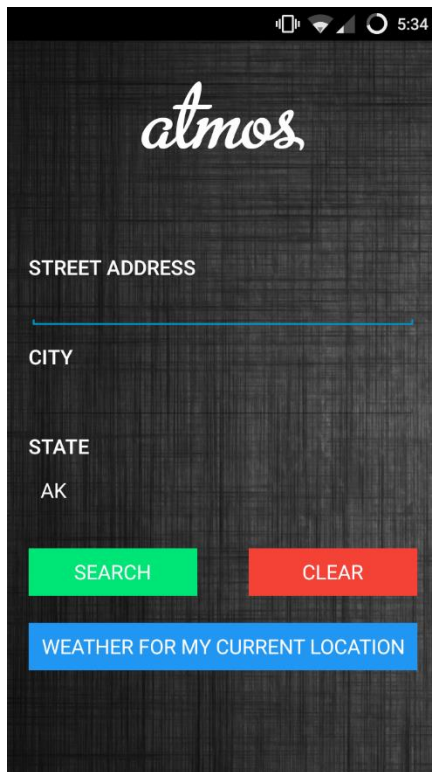 5:34
atmos
STREET ADDRESS
CITY
STATE
AK
SEARCH CLEAR
WEATHER FOR MY CURRENT LOCATION